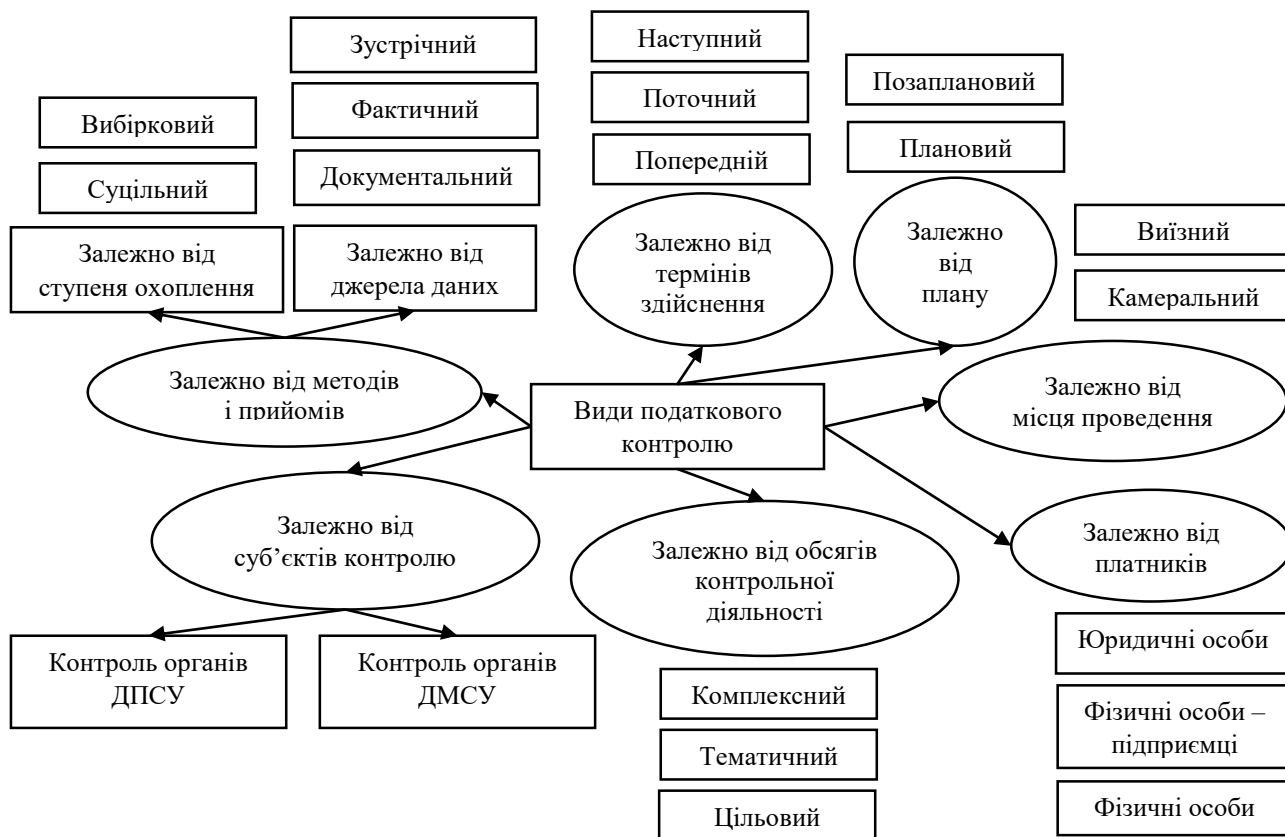 Зустрічний
Наступний
Позаплановий
Вибірковий
Фактичний
Поточний
Плановий
Суцільний
Документальний
Попередній
Залежно від
ступеня охоплення
Залежно від
джерела даних
Залежно від
термінів
здійснення
Залежно
від
плану
Виїзний
Камеральний
Залежно від методів
і прийомів
Види податкового
контролю
Залежно від
місця проведення
Залежно від
суб’єктів контролю
Залежно від обсягів
контрольної
діяльності
Залежно від
платників
Контроль органів
ДПСУ
Контроль органів
ДМСУ
Комплексний
Тематичний
Цільовий
Юридичні особи
Фізичні особи –
підприємці
Фізичні особи